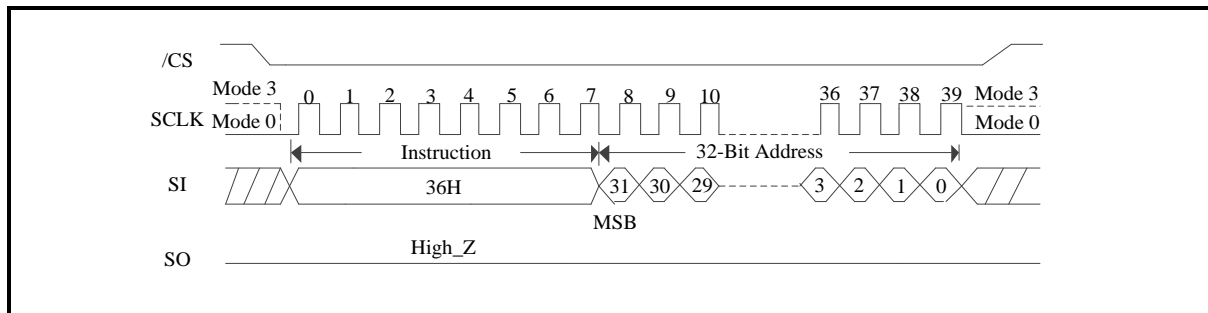 /CS
Mode 3
0 1 2 3 4 5 6 7 8 9 10 36 37 38 39 Mode 3
SCLK
Mode 0 Mode 0
Instruction 32-Bit Address
SI 36H 31 30 29 3 2 1 0
MSB
High_Z
SO